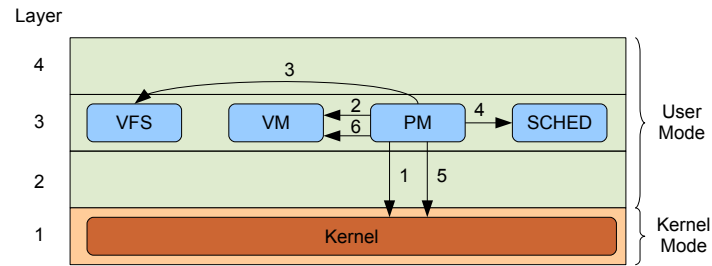 Layer
4
3
3
VFS
VM
2
6
PM
4
SCHED
User
Mode
2
1
5
1
Kernel
Kernel
Mode